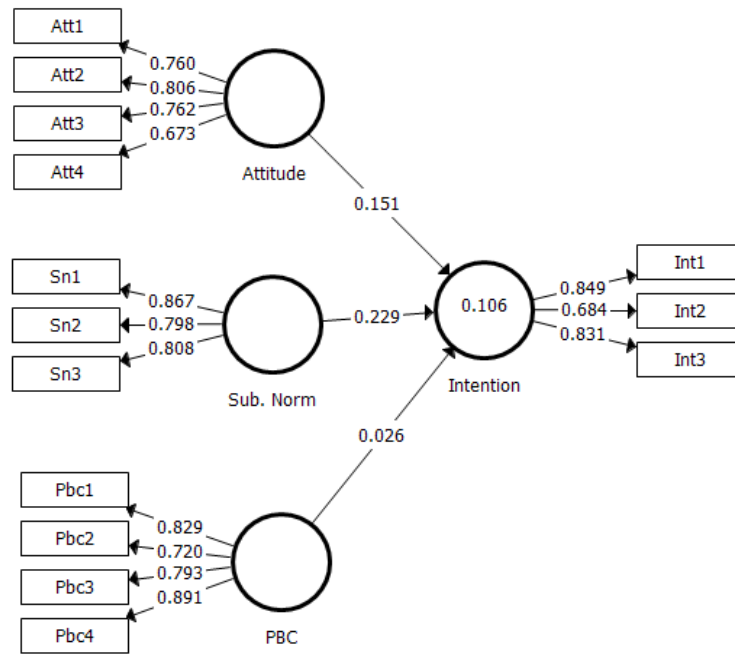 Att1
0.760
Att2
0.806
Att3
0.762
Att4
0.673
Attitude
0.151
Sn1
0.867
Sn2
0.798
Sn3
0.808
Sub. Norm
0.229
0.106
Intention
0.849
Int1
0.684
Int2
0.831
Int3
0.026
Pbc1
0.829
Pbc2
0.720
Pbc3
0.793
Pbc4
0.891
PBC